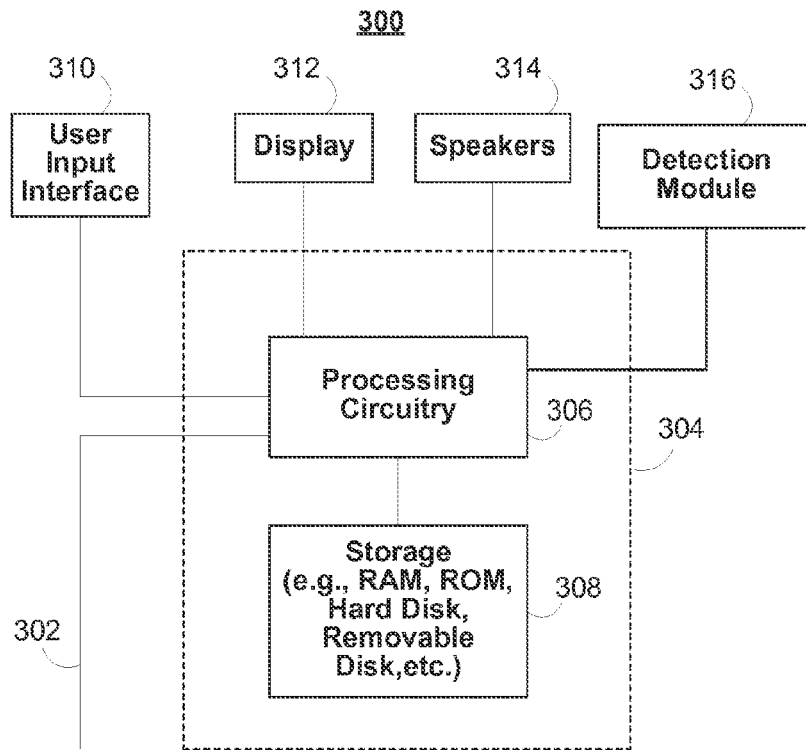 300
310
312
314
316
User
Input
Interface
Display
Speakers
Detection
Module
Processing
Circuitry
306
304
Storage
(e.g., RAM, ROM,
Hard Disk,
Removable
Disk,etc.)
308
302